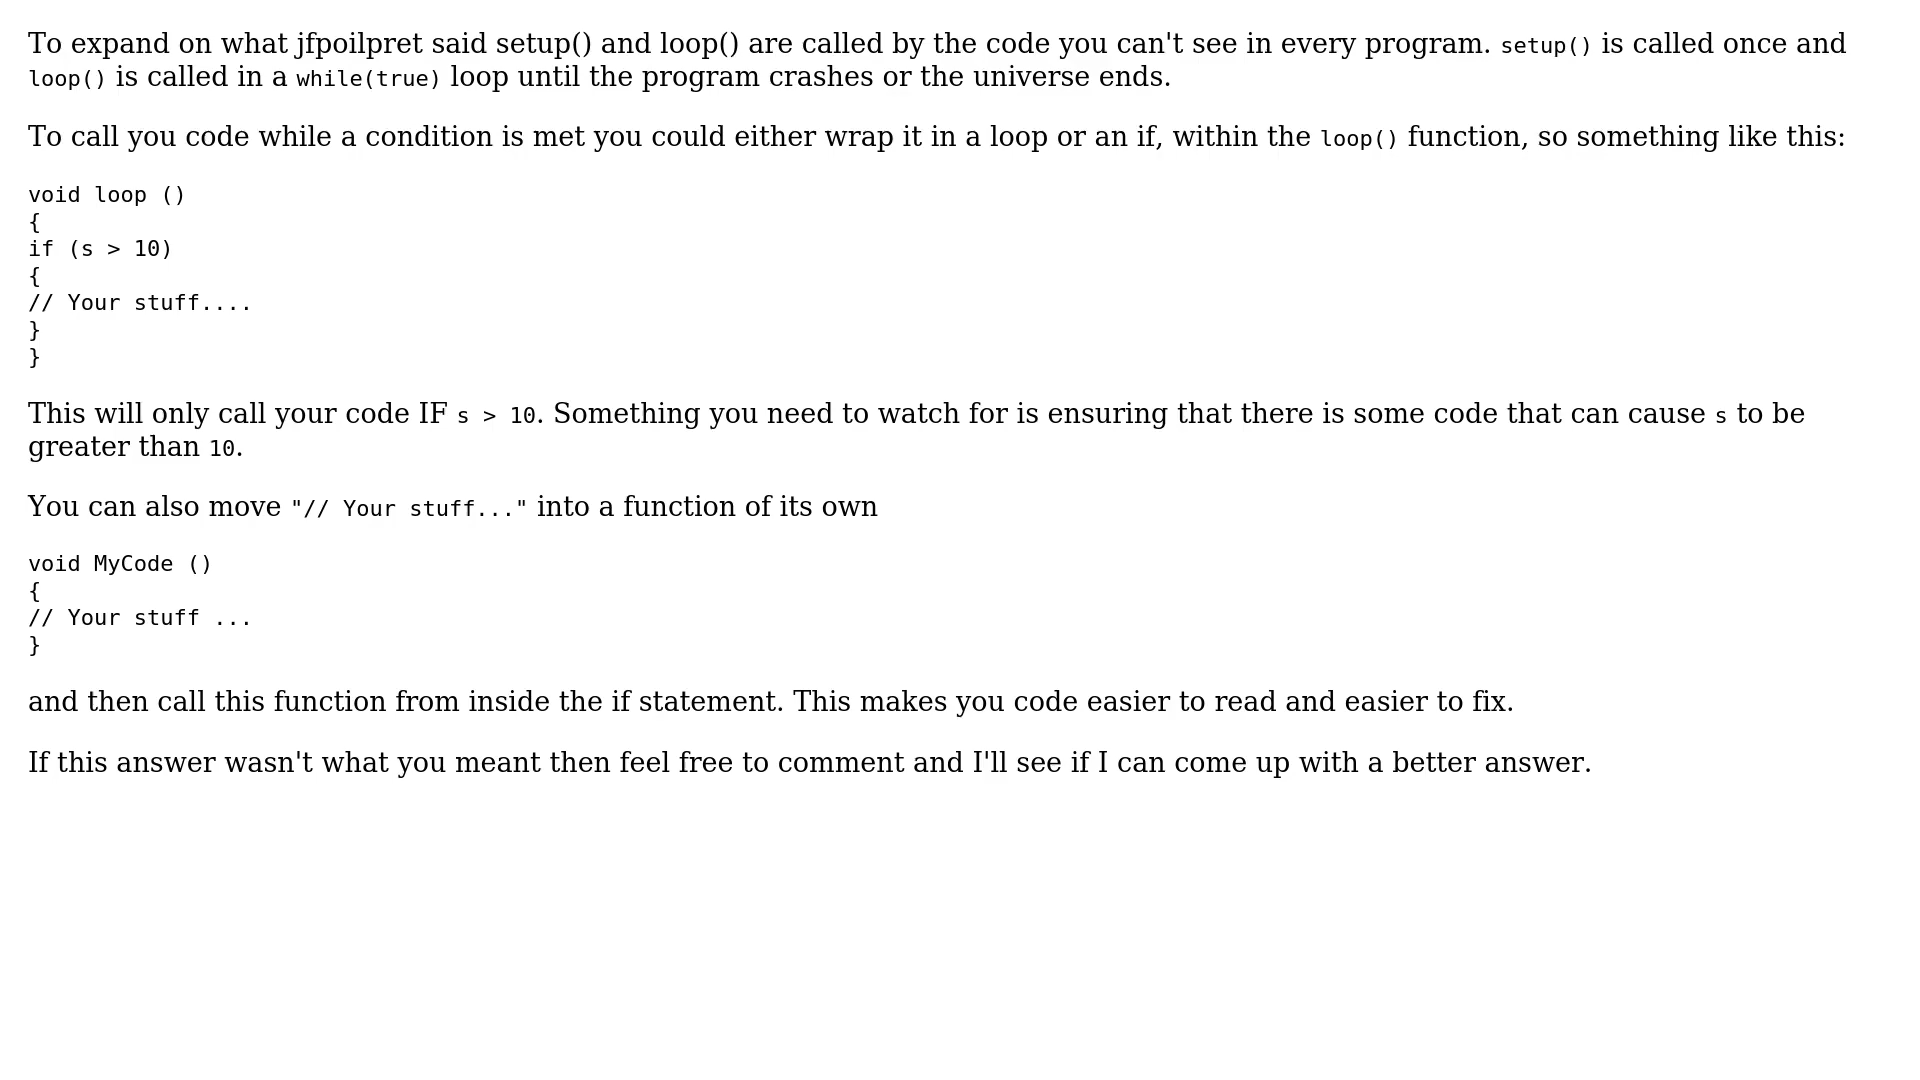 To expand on what jfpoilpret said setup() and loop() are called by the code you can't see in every program. setup() is called once and
loop() is called in a while(true) loop until the program crashes or the universe ends.
To call you code while a condition is met you could either wrap it in a loop or an if, within the loop() function, so something like this:
void loop ()
{
if (s > 10)
{
// Your stuff....
}
}
This will only call your code IF s > 10. Something you need to watch for is ensuring that there is some code that can cause s to be
greater than 10.
You can also move "// Your stuff..." into a function of its own
void MyCode ()
{
// Your stuff ...
}
and then call this function from inside the if statement. This makes you code easier to read and easier to fix.
If this answer wasn't what you meant then feel free to comment and I'll see if I can come up with a better answer.